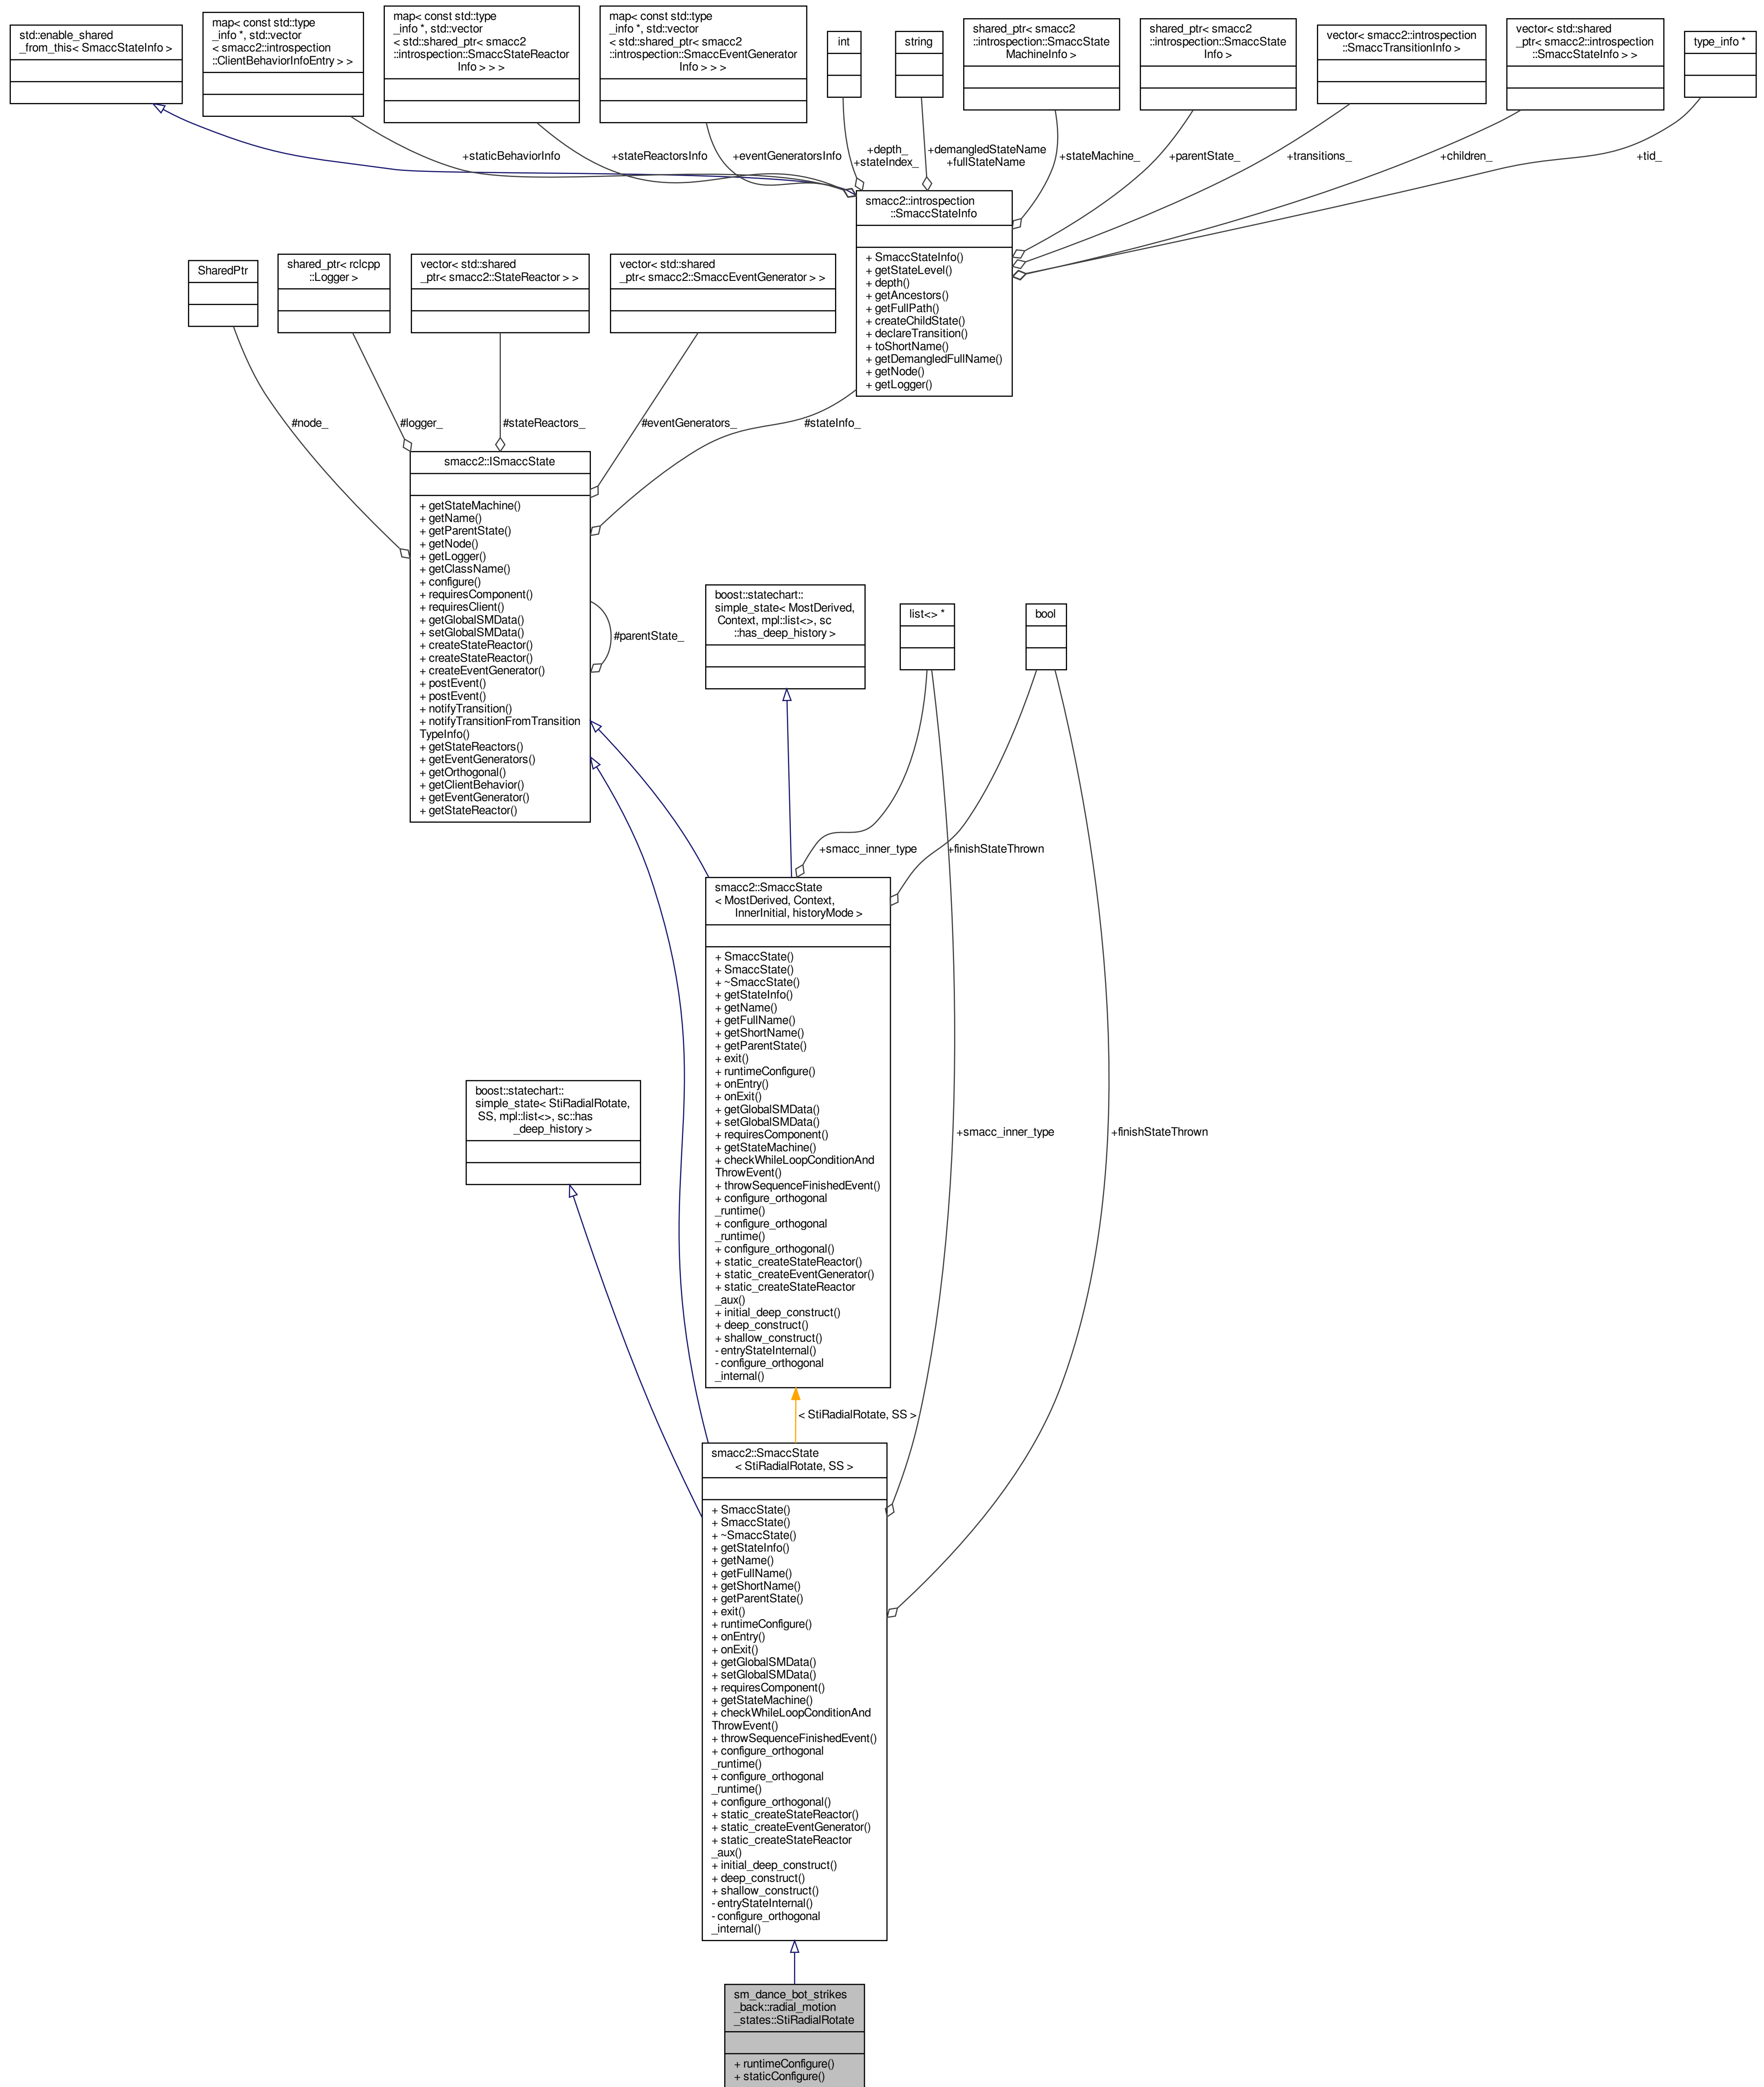 std::enable_shared
_from_this< SmaccStateInfo >
map< const std::type
_info *, std::vector
< smacc2::introspection
::ClientBehaviorInfoEntry > >
map< const std::type
_info *, std::vector
< std::shared_ptr< smacc2
::introspection::SmaccStateReactor
Info > > >
map< const std::type
_info *, std::vector
< std::shared_ptr< smacc2
::introspection::SmaccEventGenerator
Info > > >
int
string
shared_ptr< smacc2
::introspection::SmaccState
MachineInfo >
shared_ptr< smacc2
::introspection::SmaccState
Info >
vector< smacc2::introspection
::SmaccTransitionInfo >
vector< std::shared
_ptr< smacc2::introspection
::SmaccStateInfo > >
type_info *
+staticBehaviorInfo
+stateReactorsInfo
+eventGeneratorsInfo
+depth_
+stateIndex_
+demangledStateName
+fullStateName
+stateMachine_
+parentState_
+transitions_
+children_
+tid_
smacc2::introspection
::SmaccStateInfo
+ SmaccStateInfo()
+ getStateLevel()
+ depth()
+ getAncestors()
+ getFullPath()
+ createChildState()
+ declareTransition()
+ toShortName()
+ getDemangledFullName()
+ getNode()
+ getLogger()
SharedPtr
shared_ptr< rclcpp
::Logger >
vector< std::shared
_ptr< smacc2::StateReactor > >
vector< std::shared
_ptr< smacc2::SmaccEventGenerator > >
#node_
#logger_
#stateReactors_
#eventGenerators_
#stateInfo_
smacc2::ISmaccState
+ getStateMachine()
+ getName()
+ getParentState()
+ getNode()
+ getLogger()
+ getClassName()
+ configure()
+ requiresComponent()
+ requiresClient()
+ getGlobalSMData()
+ setGlobalSMData()
+ createStateReactor()
+ createStateReactor()
+ createEventGenerator()
+ postEvent()
+ postEvent()
+ notifyTransition()
+ notifyTransitionFromTransition
TypeInfo()
+ getStateReactors()
+ getEventGenerators()
+ getOrthogonal()
+ getClientBehavior()
+ getEventGenerator()
+ getStateReactor()
#parentState_
boost::statechart::
simple_state< MostDerived,
Context, mpl::list<>, sc
::has_deep_history >
list<> *
bool
+smacc_inner_type
+finishStateThrown
smacc2::SmaccState
< MostDerived, Context,
InnerInitial, historyMode >
+ SmaccState()
+ SmaccState()
+ ~SmaccState()
+ getStateInfo()
+ getName()
+ getFullName()
+ getShortName()
+ getParentState()
+ exit()
+ runtimeConfigure()
+ onEntry()
+ onExit()
+ getGlobalSMData()
+ setGlobalSMData()
+ requiresComponent()
+ getStateMachine()
+ checkWhileLoopConditionAnd
ThrowEvent()
+ throwSequenceFinishedEvent()
+ configure_orthogonal
_runtime()
+ configure_orthogonal
_runtime()
+ configure_orthogonal()
+ static_createStateReactor()
+ static_createEventGenerator()
+ static_createStateReactor
_aux()
+ initial_deep_construct()
+ deep_construct()
+ shallow_construct()
- entryStateInternal()
- configure_orthogonal
_internal()
boost::statechart::
simple_state< StiRadialRotate,
SS, mpl::list<>, sc::has
_deep_history >
+smacc_inner_type
+finishStateThrown
< StiRadialRotate, SS >
smacc2::SmaccState
< StiRadialRotate, SS >
+ SmaccState()
+ SmaccState()
+ ~SmaccState()
+ getStateInfo()
+ getName()
+ getFullName()
+ getShortName()
+ getParentState()
+ exit()
+ runtimeConfigure()
+ onEntry()
+ onExit()
+ getGlobalSMData()
+ setGlobalSMData()
+ requiresComponent()
+ getStateMachine()
+ checkWhileLoopConditionAnd
ThrowEvent()
+ throwSequenceFinishedEvent()
+ configure_orthogonal
_runtime()
+ configure_orthogonal
_runtime()
+ configure_orthogonal()
+ static_createStateReactor()
+ static_createEventGenerator()
+ static_createStateReactor
_aux()
+ initial_deep_construct()
+ deep_construct()
+ shallow_construct()
- entryStateInternal()
- configure_orthogonal
_internal()
sm_dance_bot_strikes
_back::radial_motion
_states::StiRadialRotate
+ runtimeConfigure()
+ staticConfigure()